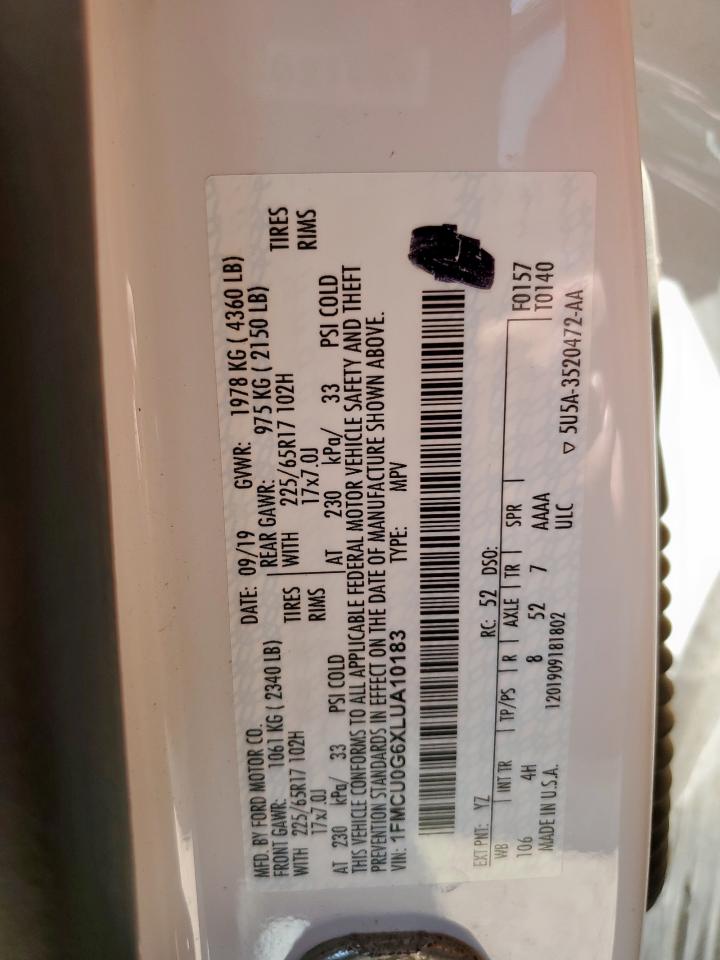 MFD. BY FORD MOTOR CO. DATE: 09/19 GVWR: 1978 KG ( 4360 LB)
FRONT GAWR: 1061 KG ( 2340 LB) REAR GAWR: 975 KG ( 2150 LB)
WITH 225/65R17 102H TIRES WITH 225/65R17 102H TIRES
17x7.0J RIMS 17x7.0J RIMS
AT 230 kPa/ 33 PSI COLD AT 230 kPa/ 33 PSI COLD
THIS VEHICLE CONFORMS TO ALL APPLICABLE FEDERAL MOTOR VEHICLE SAFETY AND THEFT
PREVENTION STANDARDS IN EFFECT ON THE DATE OF MANUFACTURE SHOWN ABOVE.
VIN: 1FMCU0G6XLUA10183 TYPE: MPV
EXT PNT: YZ RC: 52 DSO:
WB INT TR TP/PS R AXLE TR SPR F0157
106 4H 8 52 7 AAAA T0140
MADE IN U.S.A. 1201909181802 ULC
▽ 5U5A-3520472-AA